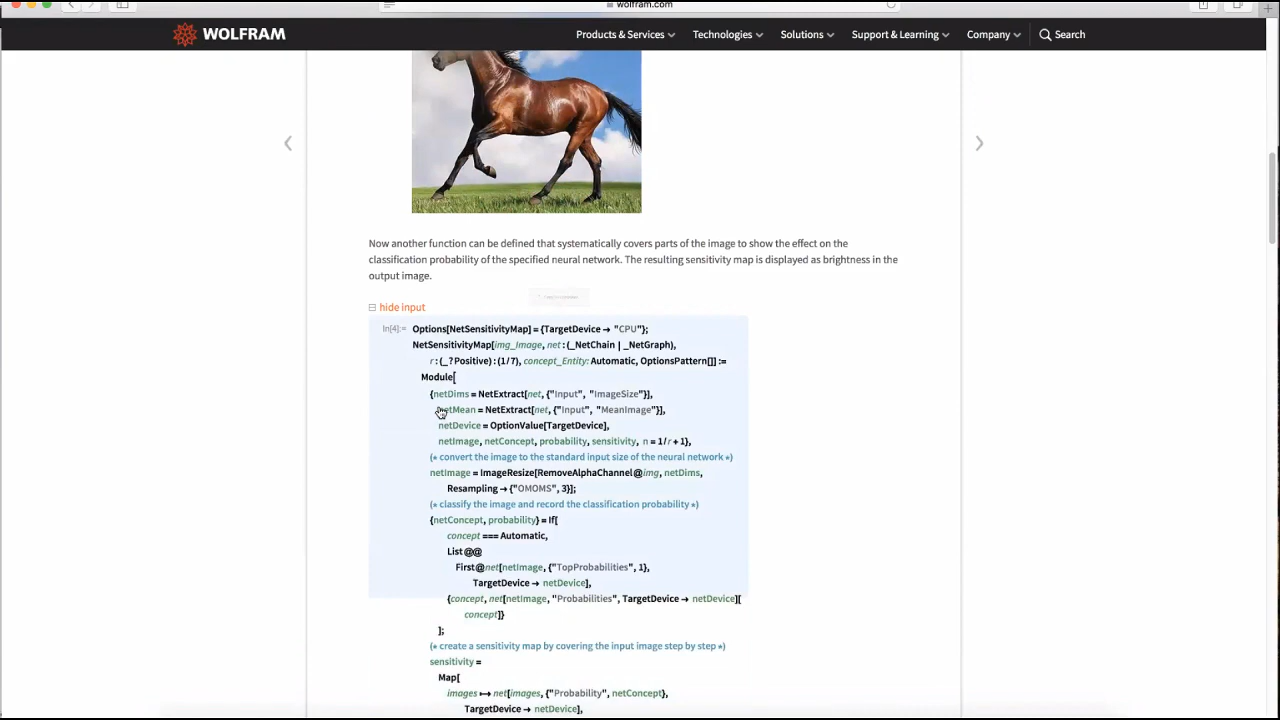 wolfram.com
WOLFRAM
Products & Services
Technologies
Solutions
Support & Learning
Company
Search
Now another function can be defined that systematically covers parts of the image to show the effect on the
classification probability of the specified neural network. The resulting sensitivity map is displayed as brightness in the
output image.
hide input
In[4]:= Options[NetSensitivityMap] = {TargetDevice → "CPU"};
NetSensitivityMap[img_Image, net : (_NetChain | _NetGraph),
r : (_?Positive) : (1/7), concept_Entity: Automatic, OptionsPattern[]] :=
Module[
{netDims = NetExtract[net, {"Input", "ImageSize"}],
netMean = NetExtract[net, {"Input", "MeanImage"}],
netDevice = OptionValue[TargetDevice],
netImage, netConcept, probability, sensitivity, n = 1/r + 1},
(* convert the image to the standard input size of the neural network *)
netImage = ImageResize[RemoveAlphaChannel@img, netDims,
Resampling → {"OMOMS", 3}];
(* classify the image and record the classification probability *)
{netConcept, probability} = If[
concept === Automatic,
List@@
First@net[netImage, {"TopProbabilities", 1},
TargetDevice → netDevice],
{concept, net[netImage, "Probabilities", TargetDevice → netDevice][
concept]}
];
(* create a sensitivity map by covering the input image step by step *)
sensitivity =
Map[
images ↦ net[images, {"Probability", netConcept},
TargetDevice → netDevice],